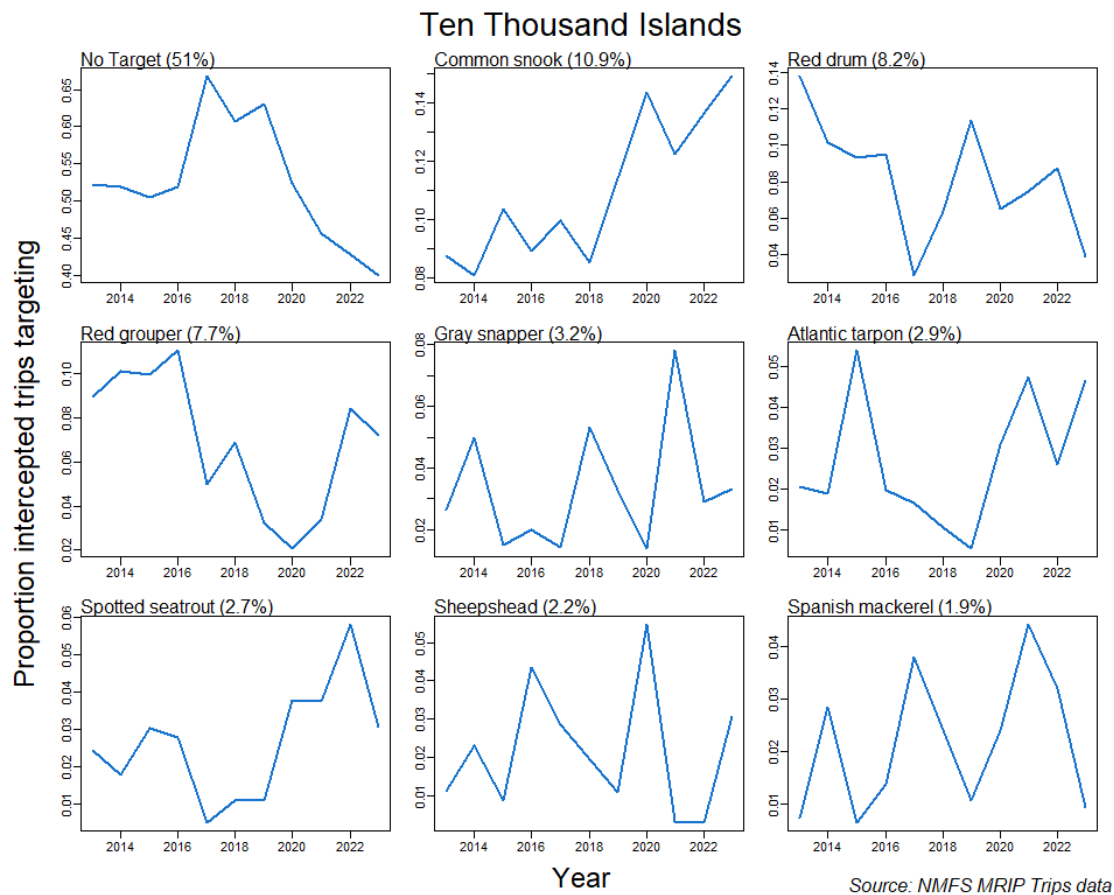 Ten Thousand Islands
Proportion intercepted trips targeting
No Target (51%)
0.65
0.60
0.55
0.50
0.45
0.40
2014 2016 2018 2020 2022
Common snook (10.9%)
0.14
0.12
0.10
0.08
2014 2016 2018 2020 2022
Red drum (8.2%)
0.14
0.12
0.10
0.08
0.06
0.04
2014 2016 2018 2020 2022
Red grouper (7.7%)
0.10
0.08
0.06
0.04
0.02
2014 2016 2018 2020 2022
Gray snapper (3.2%)
0.08
0.06
0.04
0.02
2014 2016 2018 2020 2022
Atlantic tarpon (2.9%)
0.05
0.04
0.03
0.02
0.01
2014 2016 2018 2020 2022
Spotted seatrout (2.7%)
0.06
0.05
0.04
0.03
0.02
0.01
2014 2016 2018 2020 2022
Sheepshead (2.2%)
0.05
0.04
0.03
0.02
0.01
2014 2016 2018 2020 2022
Spanish mackerel (1.9%)
0.04
0.03
0.02
0.01
2014 2016 2018 2020 2022
Year
Source: NMFS MRIP Trips data